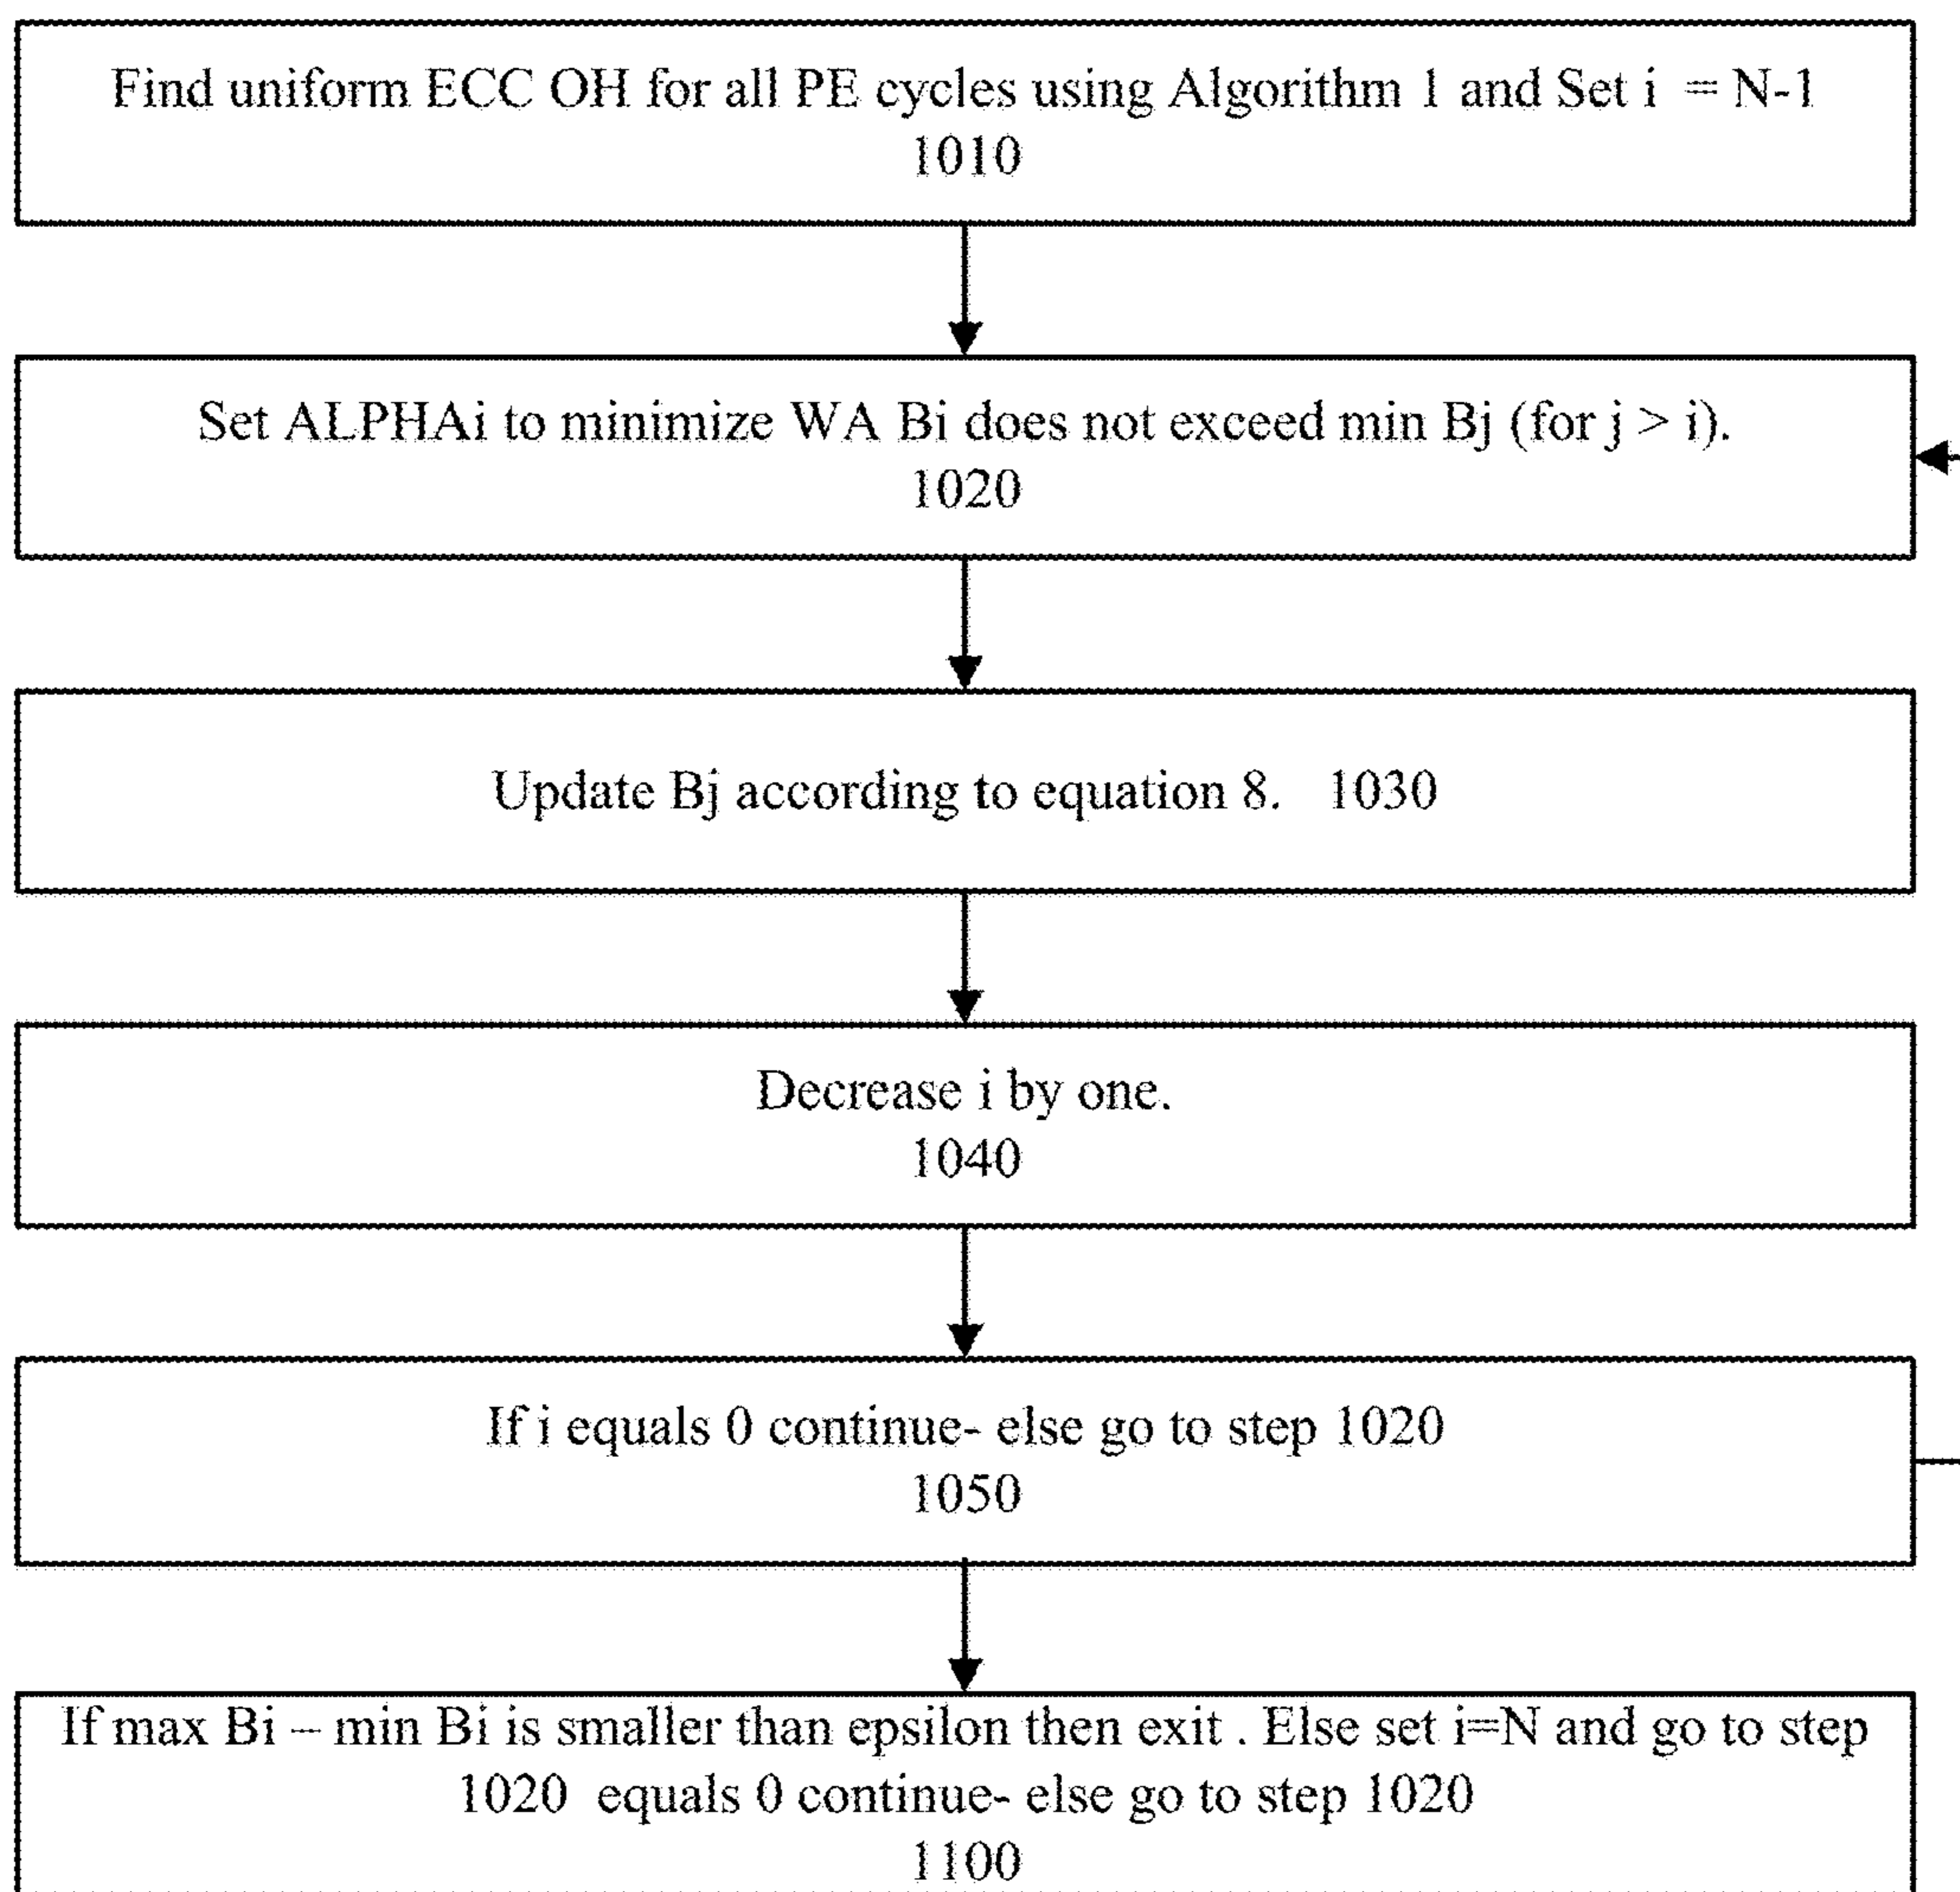 Find uniform ECC OH for all PE cycles using Algorithm 1 and Set i = N-1
1010
Set ALPHAi to minimize WA Bi does not exceed min Bj (for j > i).
1020
Update Bj according to equation 8. 1030
Decrease i by one.
1040
If i equals 0 continue- else go to step 1020
1050
If max Bi – min Bi is smaller than epsilon then exit . Else set i=N and go to step
1020 equals 0 continue- else go to step 1020
1100